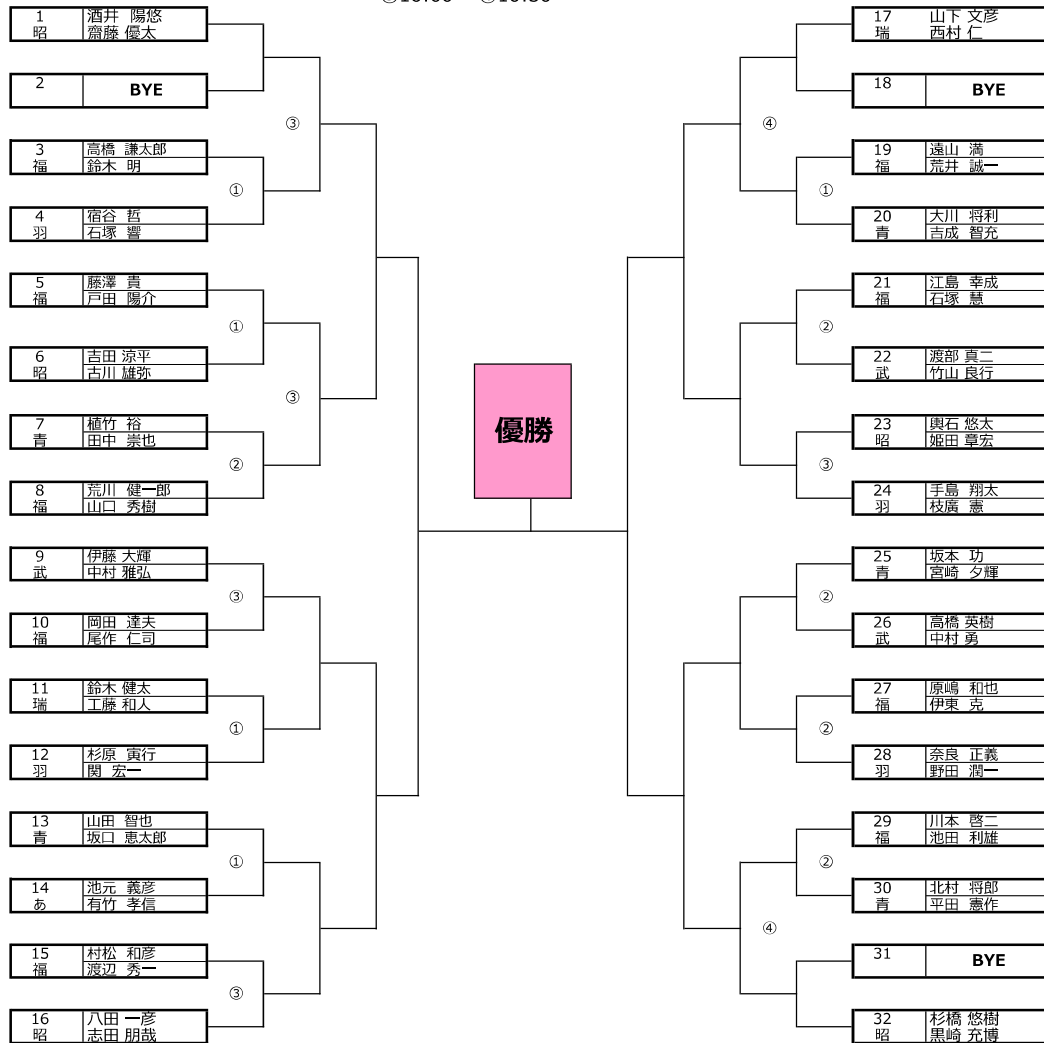 1 酒井 陽悠
昭 齋藤 優太
2 BYE
③
3 高橋 謙太郎
福 鈴木 明
①
4 宿谷 哲
羽 石塚 響
5 藤澤 貴
福 戸田 陽介
①
6 吉田 涼平
昭 古川 雄弥
③
7 植竹 裕
青 田中 崇也
②
8 荒川 健一郎
福 山口 秀樹
9 伊藤 大輝
武 中村 雅弘
③
10 岡田 達夫
福 尾作 仁司
11 鈴木 健太
瑞 工藤 和人
①
12 杉原 寅行
羽 関 宏一
13 山田 智也
青 坂口 恵太郎
①
14 池元 義彦
あ 有竹 孝信
15 村松 和彦
福 渡辺 秀一
③
16 八田 一彦
昭 志田 朋哉
優勝
17 山下 文彦
瑞 西村 仁
18 BYE
④
19 遠山 満
福 荒井 誠一
①
20 大川 将利
青 吉成 智充
21 江島 幸成
福 石塚 慧
②
22 渡部 真二
武 竹山 良行
23 輿石 悠太
昭 姫田 章宏
③
24 手島 翔太
羽 枝廣 憲
25 坂本 功
青 宮崎 夕輝
②
26 高橋 英樹
武 中村 勇
27 原嶋 和也
福 伊東 克
②
28 奈良 正義
羽 野田 潤一
29 川本 啓二
福 池田 利雄
②
30 北村 将郎
青 平田 憲作
④
31 BYE
32 杉橋 悠樹
昭 黒崎 充博